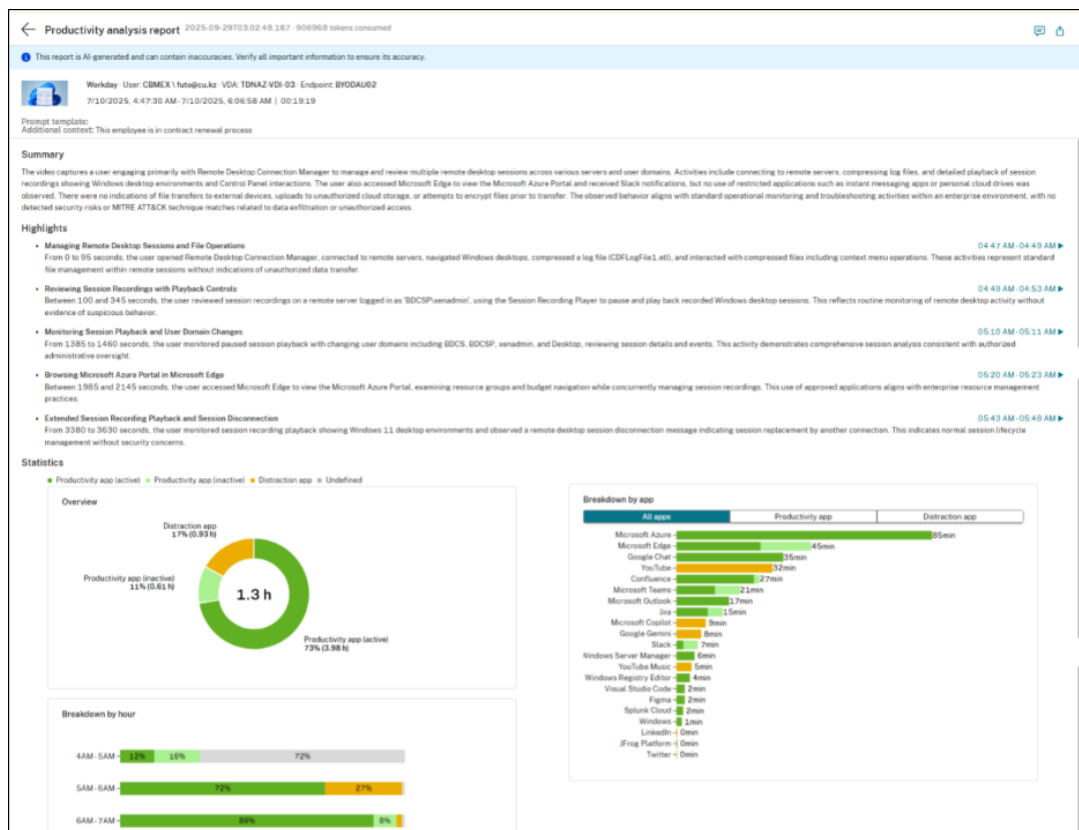 Productivity analysis report 2025-09-29T03:02:48.167 · 906968 tokens consumed
This report is AI-generated and can contain inaccuracies. Verify all important information to ensure its accuracy.
Workday · User: CBMEX \ futo@cu.kz · VDA: TDNAZ-VDI-03 · Endpoint: BYODAU02
7/10/2025, 4:47:30 AM-7/10/2025, 6:06:58 AM | 00:19:19
Prompt template:
Additional context: This employee is in contract renewal process
Summary
The video captures a user engaging primarily with Remote Desktop Connection Manager to manage and review multiple remote desktop sessions across various servers and user domains. Activities include connecting to remote servers, compressing log files, and detailed playback of session
recordings showing Windows desktop environments and Control Panel interactions. The user also accessed Microsoft Edge to view the Microsoft Azure Portal and received Slack notifications, but no use of restricted applications such as instant messaging apps or personal cloud drives was
observed. There were no indications of file transfers to external devices, uploads to unauthorized cloud storage, or attempts to encrypt files prior to transfer. The observed behavior aligns with standard operational monitoring and troubleshooting activities within an enterprise environment, with no
detected security risks or MITRE ATT&CK technique matches related to data exfiltration or unauthorized access.
Highlights
• Managing Remote Desktop Sessions and File Operations 04:47 AM-04:49 AM ▶
From 0 to 95 seconds, the user opened Remote Desktop Connection Manager, connected to remote servers, navigated Windows desktops, compressed a log file (CDFLogFile1.etl), and interacted with compressed files including context menu operations. These activities represent standard
file management within remote sessions without indications of unauthorized data transfer.
• Reviewing Session Recordings with Playback Controls 04:49 AM-04:53 AM ▶
Between 100 and 345 seconds, the user reviewed session recordings on a remote server logged in as 'BDCSP\xenadmin', using the Session Recording Player to pause and play back recorded Windows desktop sessions. This reflects routine monitoring of remote desktop activity without
evidence of suspicious behavior.
• Monitoring Session Playback and User Domain Changes 05:10 AM-05:11 AM ▶
From 1385 to 1460 seconds, the user monitored paused session playback with changing user domains including BDCS, BDCSP, xenadmin, and Desktop, reviewing session details and events. This activity demonstrates comprehensive session analysis consistent with authorized
administrative oversight.
• Browsing Microsoft Azure Portal in Microsoft Edge 05:20 AM-05:23 AM ▶
Between 1985 and 2145 seconds, the user accessed Microsoft Edge to view the Microsoft Azure Portal, examining resource groups and budget navigation while concurrently managing session recordings. This use of approved applications aligns with enterprise resource management
practices.
• Extended Session Recording Playback and Session Disconnection 05:43 AM-05:48 AM ▶
From 3380 to 3630 seconds, the user monitored session recording playback showing Windows 11 desktop environments and observed a remote desktop session disconnection message indicating session replacement by another connection. This indicates normal session lifecycle
management without security concerns.
Statistics
Productivity app (active) Productivity app (inactive) Distraction app Undefined
Overview
Distraction app
17% (0.93 h)
Productivity app (inactive)
11% (0.61 h)
1.3 h
Productivity app (active)
73% (3.98 h)
Breakdown by app
All apps Productivity app Distraction app
Microsoft Azure 85min
Microsoft Edge 45min
Google Chat 35min
YouTube 32min
Confluence 27min
Microsoft Teams 21min
Microsoft Outlook 17min
Jira 15min
Microsoft Copilot 9min
Google Gemini 8min
Slack 7min
Windows Server Manager 6min
YouTube Music 5min
Windows Registry Editor 4min
Visual Studio Code 2min
Figma 2min
Splunk Cloud 2min
Windows 1min
LinkedIn 0min
JFrog Platform 0min
Twitter 0min
Breakdown by hour
4AM-5AM 12% 16% 72%
5AM-6AM 72% 27%
6AM-7AM 89% 8%